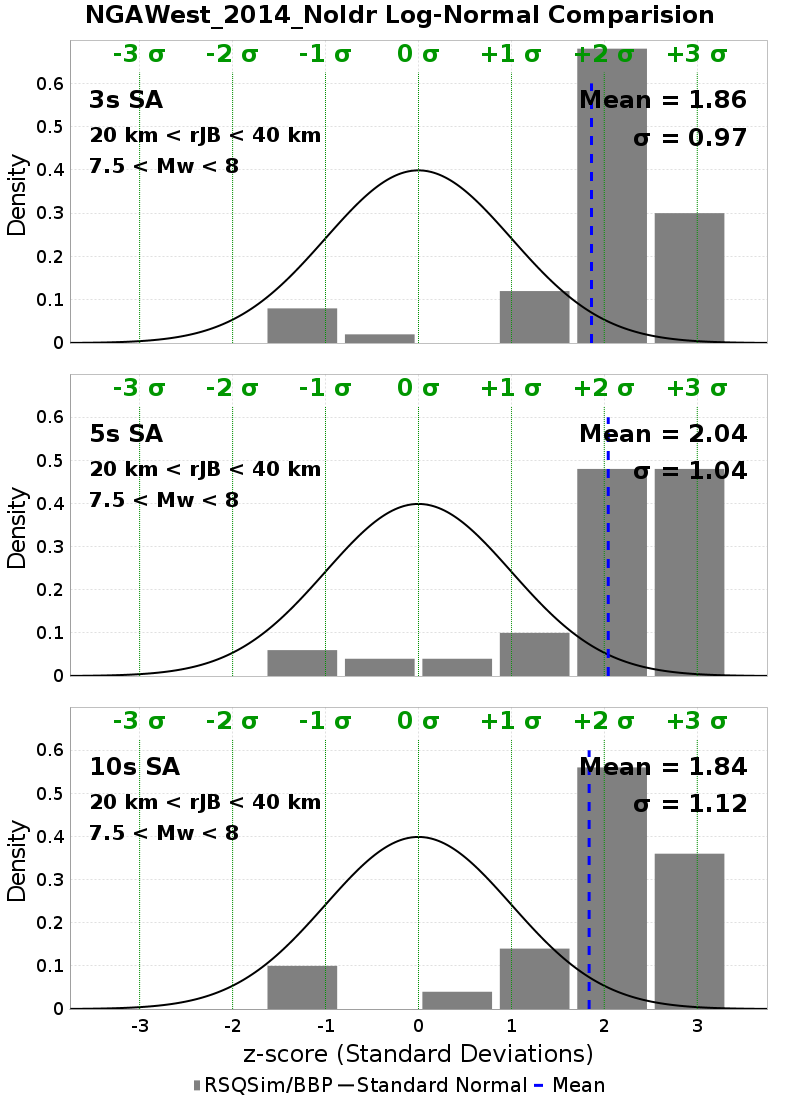 NGAWest_2014_NoIdr Log-Normal Comparision
-3 σ -2 σ -1 σ 0 σ +1 σ +2 σ +3 σ
3s SA
20 km < rJB < 40 km
7.5 < Mw < 8
Mean = 1.86
σ = 0.97
Density
0.6
0.5
0.4
0.3
0.2
0.1
0
-3 σ -2 σ -1 σ 0 σ +1 σ +2 σ +3 σ
5s SA
20 km < rJB < 40 km
7.5 < Mw < 8
Mean = 2.04
σ = 1.04
Density
0.6
0.5
0.4
0.3
0.2
0.1
0
-3 σ -2 σ -1 σ 0 σ +1 σ +2 σ +3 σ
10s SA
20 km < rJB < 40 km
7.5 < Mw < 8
Mean = 1.84
σ = 1.12
Density
0.6
0.5
0.4
0.3
0.2
0.1
0
-3 -2 -1 0 1 2 3
z-score (Standard Deviations)
RSQSim/BBP Standard Normal Mean